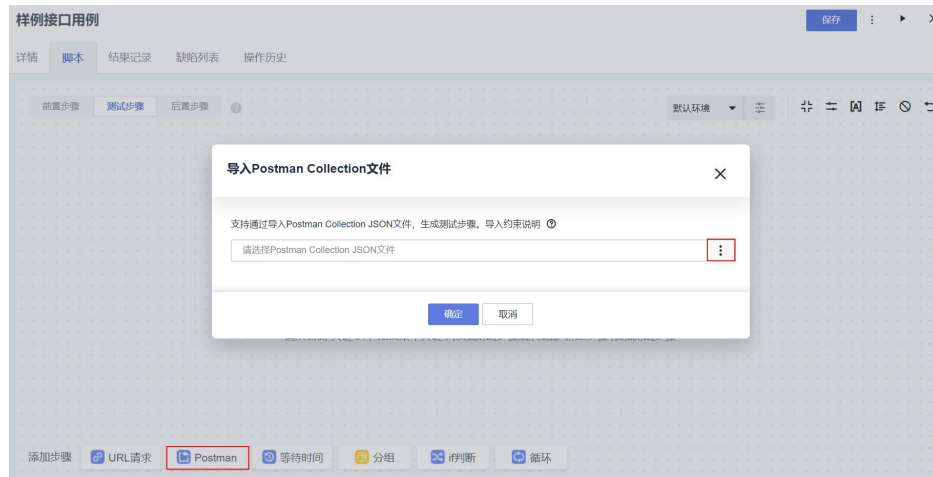 样例接口用例
保存
详情 脚本 结果记录 缺陷列表 操作历史
前置步骤 测试步骤 后置步骤
默认环境
导入Postman Collection文件
支持通过导入Postman Collection JSON文件，生成测试步骤。导入约束说明
请选择Postman Collection JSON文件
确定 取消
添加步骤 URL请求 Postman 等待时间 分组 if判断 循环